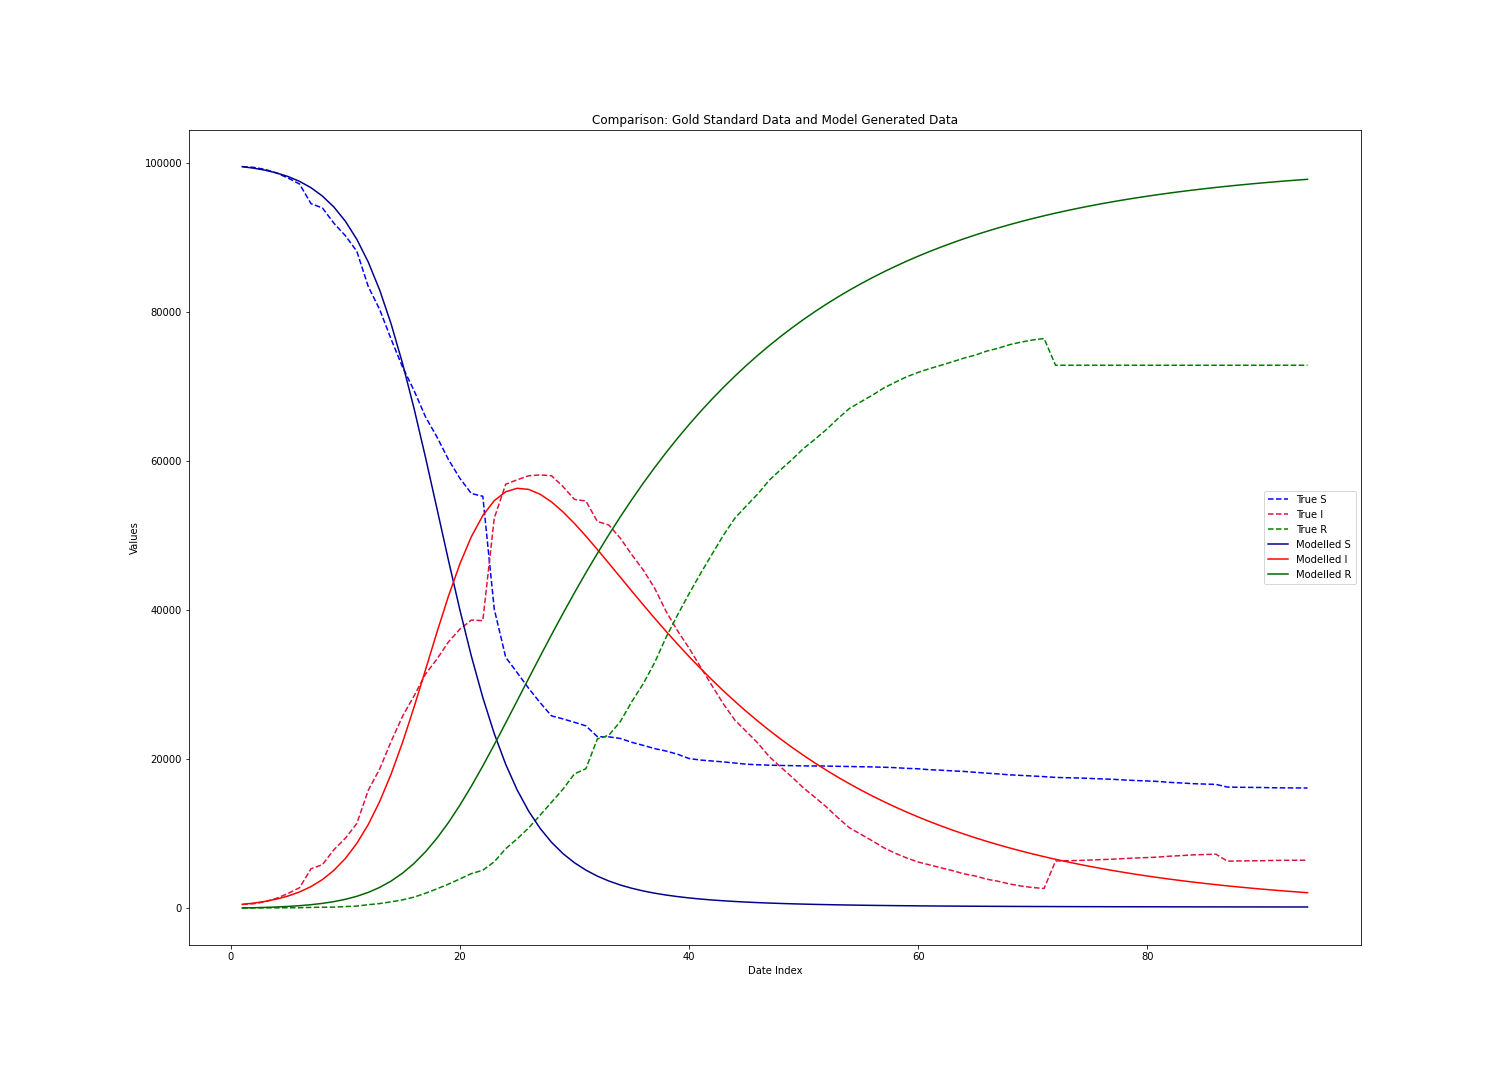 Comparison: Gold Standard Data and Model Generated Data
100000
80000
60000
40000
20000
0
Values
0 20 40 60 80
Date Index
True S
True I
True R
Modelled S
Modelled I
Modelled R